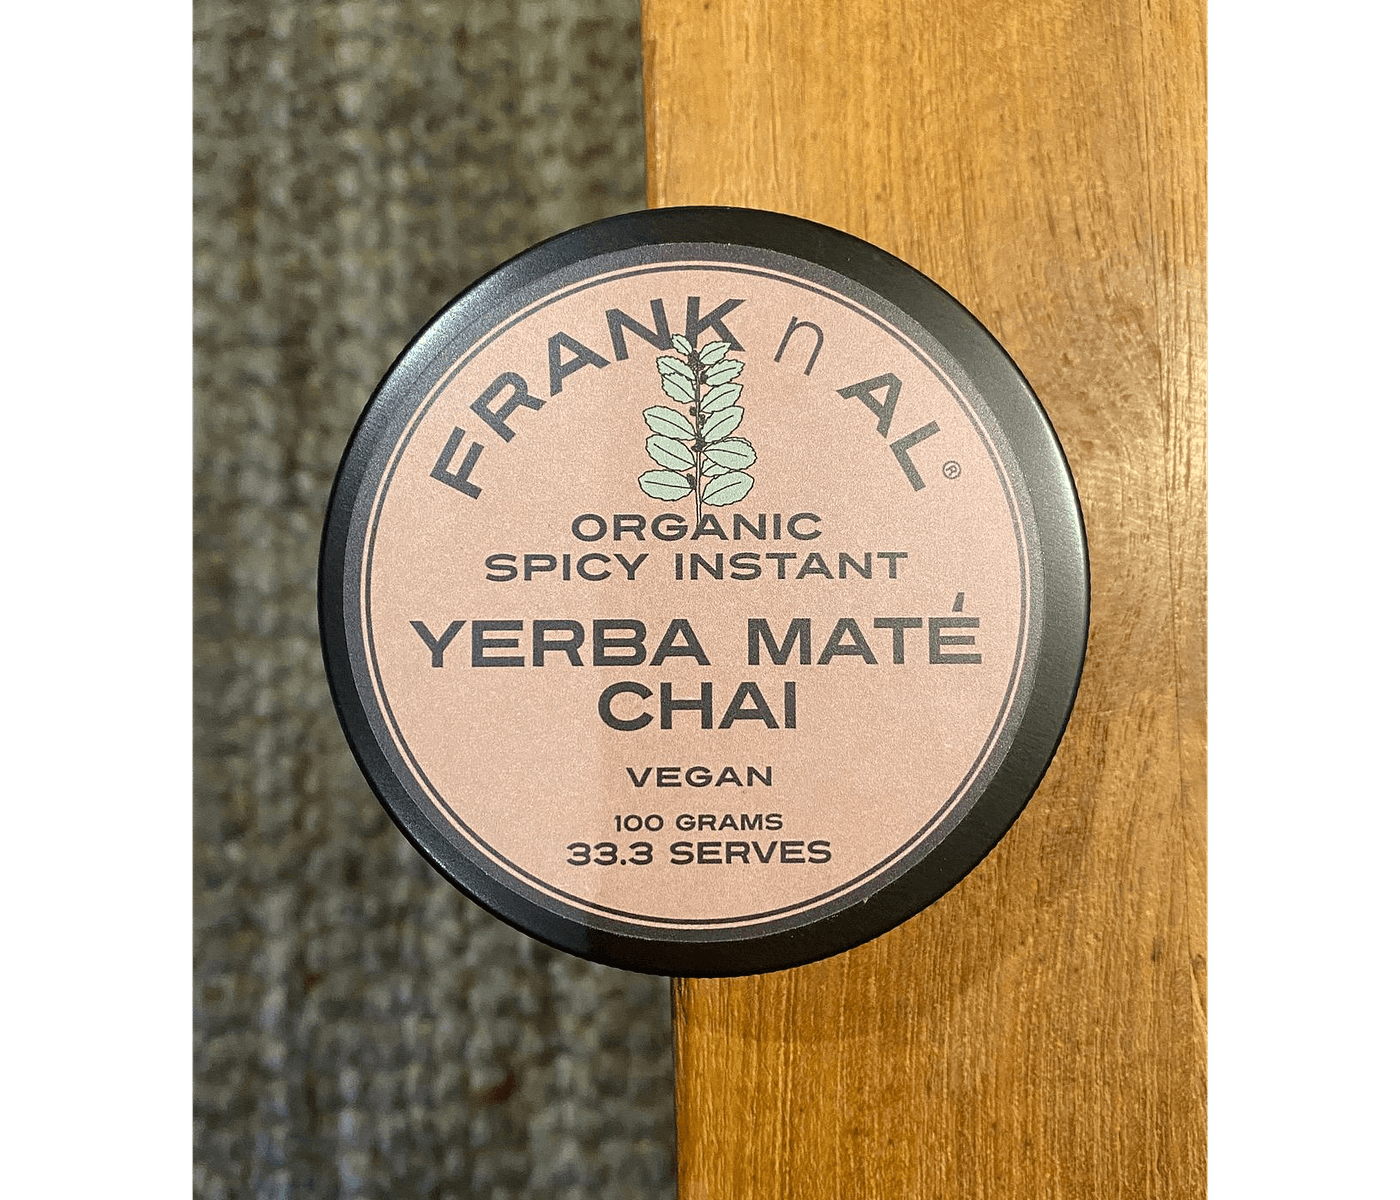 FRANK n AL®
ORGANIC
SPICY INSTANT
YERBA MATÉ
CHAI
VEGAN
100 GRAMS
33.3 SERVES